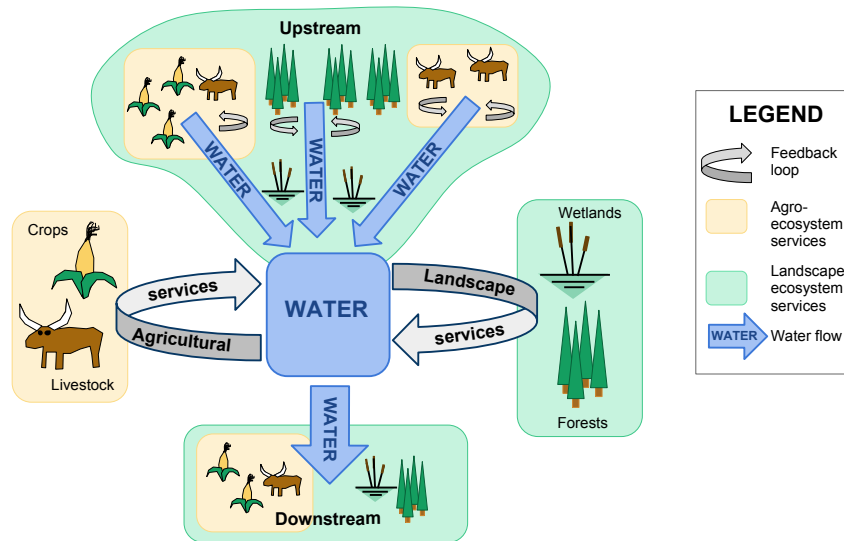 Upstream
WATER
WATER
WATER
Crops
Livestock
services
Agricultural
WATER
Landscape
services
Wetlands
Forests
WATER
Downstream
LEGEND
Feedback
loop
Agro-
ecosystem
services
Landscape
ecosystem
services
WATER
Water flow